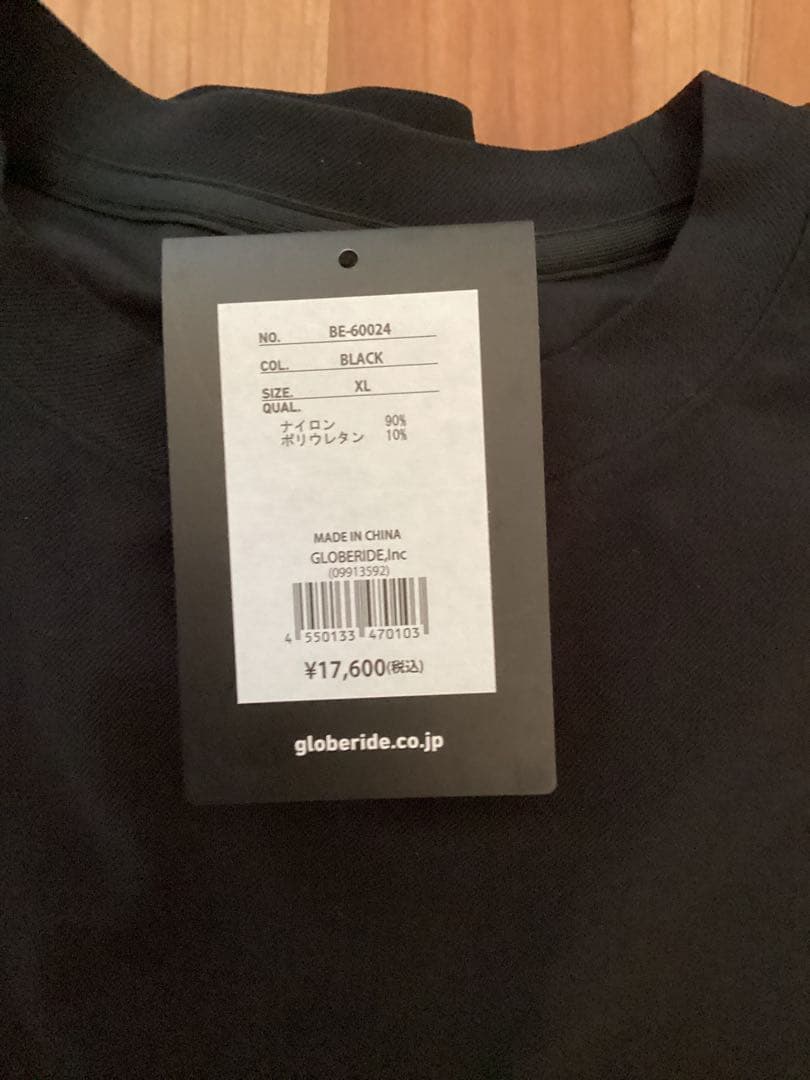 NO. BE-60024
COL. BLACK
SIZE. XL
QUAL.
ナイロン 90%
ポリウレタン 10%
MADE IN CHINA
GLOBERIDE,Inc
(09913592)
4 550133 470103
¥17,600(税込)
globeride.co.jp